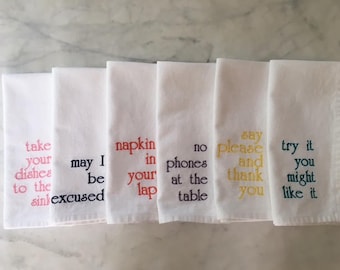 take
your
dishes
to the
sink
may I
be
excused
napkin
in
your
lap
no
phones
at the
table
say
please
and
thank
you
try it
you
might
like it